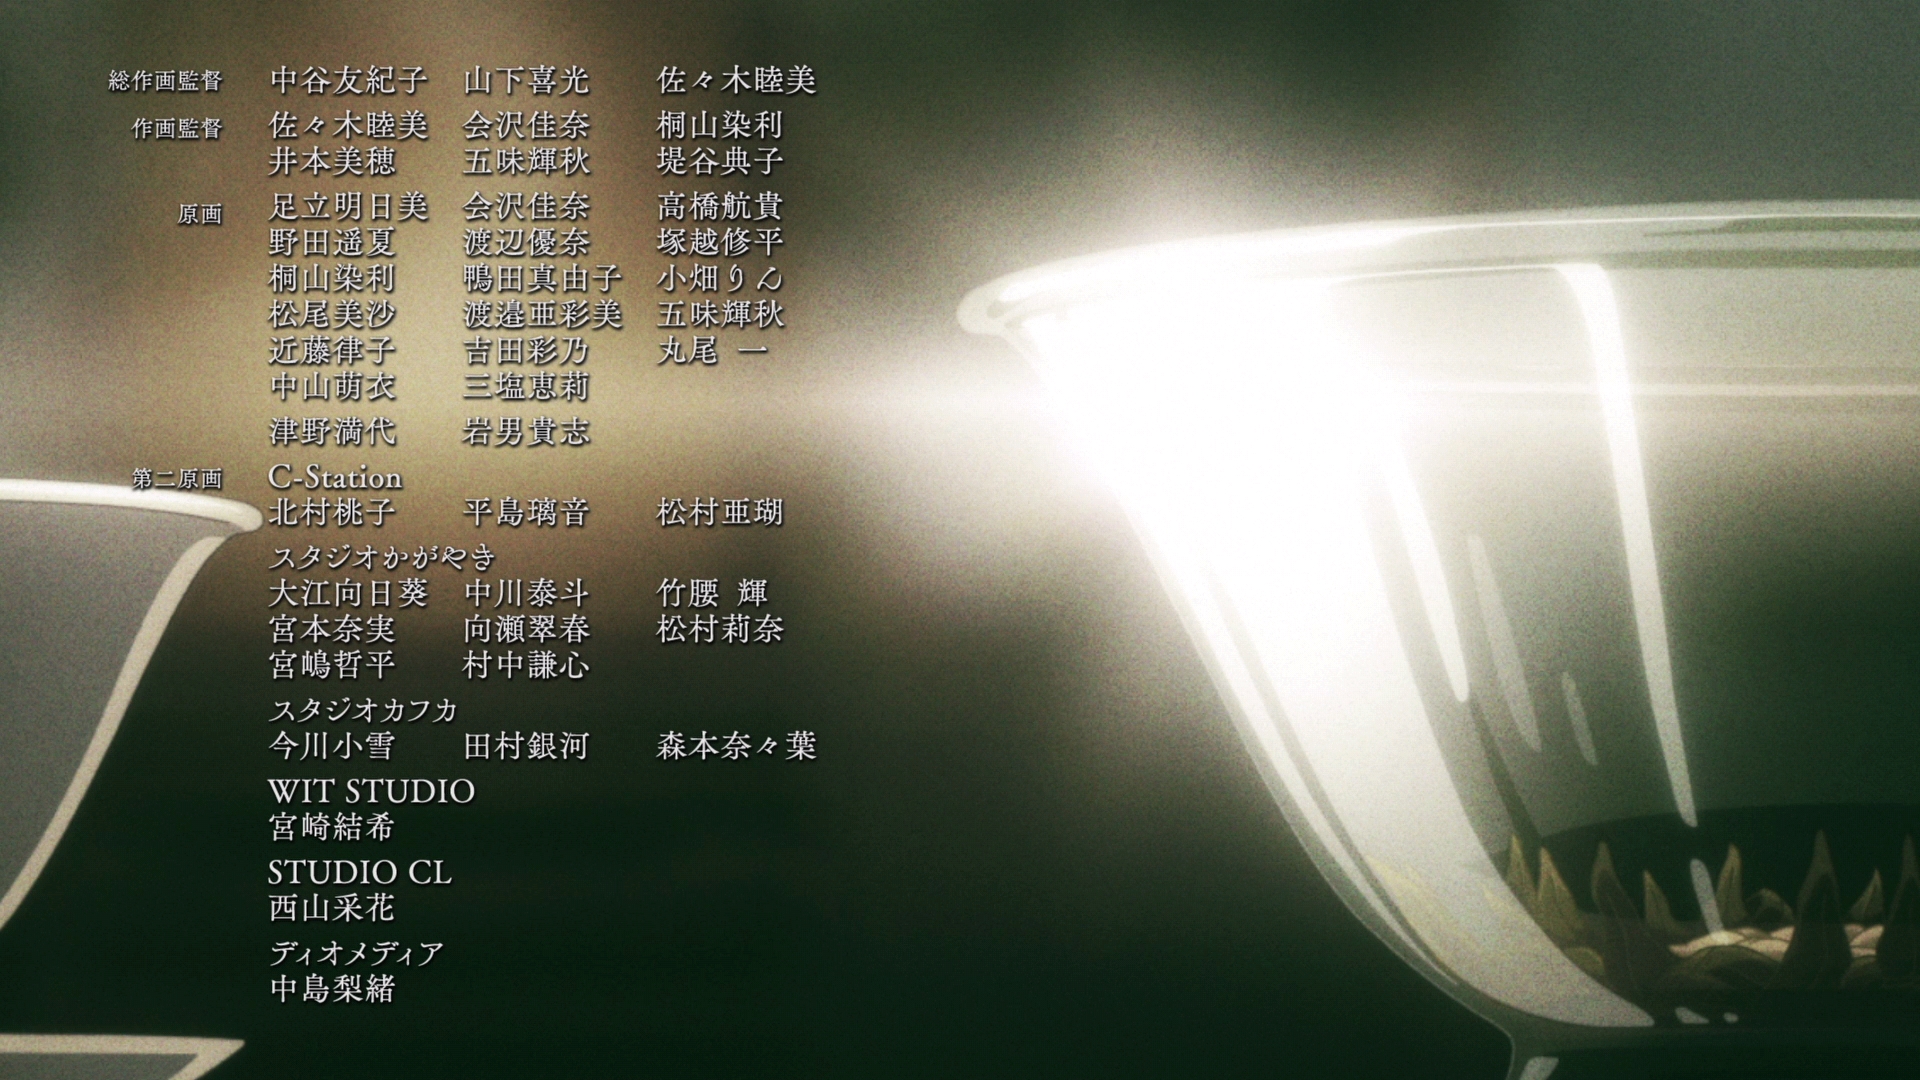 総作画監督 中谷友紀子 山下喜光 佐々木睦美
作画監督 佐々木睦美 会沢佳奈 桐山染利
井本美穂 五味輝秋 堤谷典子
原画 足立明日美 会沢佳奈 高橋航貴
野田遥夏 渡辺優奈 塚越修平
桐山染利 鴨田真由子 小畑りん
松尾美沙 渡邉亜彩美 五味輝秋
近藤律子 吉田彩乃 丸尾 一
中山萌衣 三塩恵莉
津野満代 岩男貴志
第二原画 C-Station
北村桃子 平島璃音 松村亜瑚
スタジオかがやき
大江向日葵 中川泰斗 竹腰 輝
宮本奈実 向瀬翠春 松村莉奈
宮嶋哲平 村中謙心
スタジオカフカ
今川小雪 田村銀河 森本奈々葉
WIT STUDIO
宮崎結希
STUDIO CL
西山采花
ディオメディア
中島梨緒